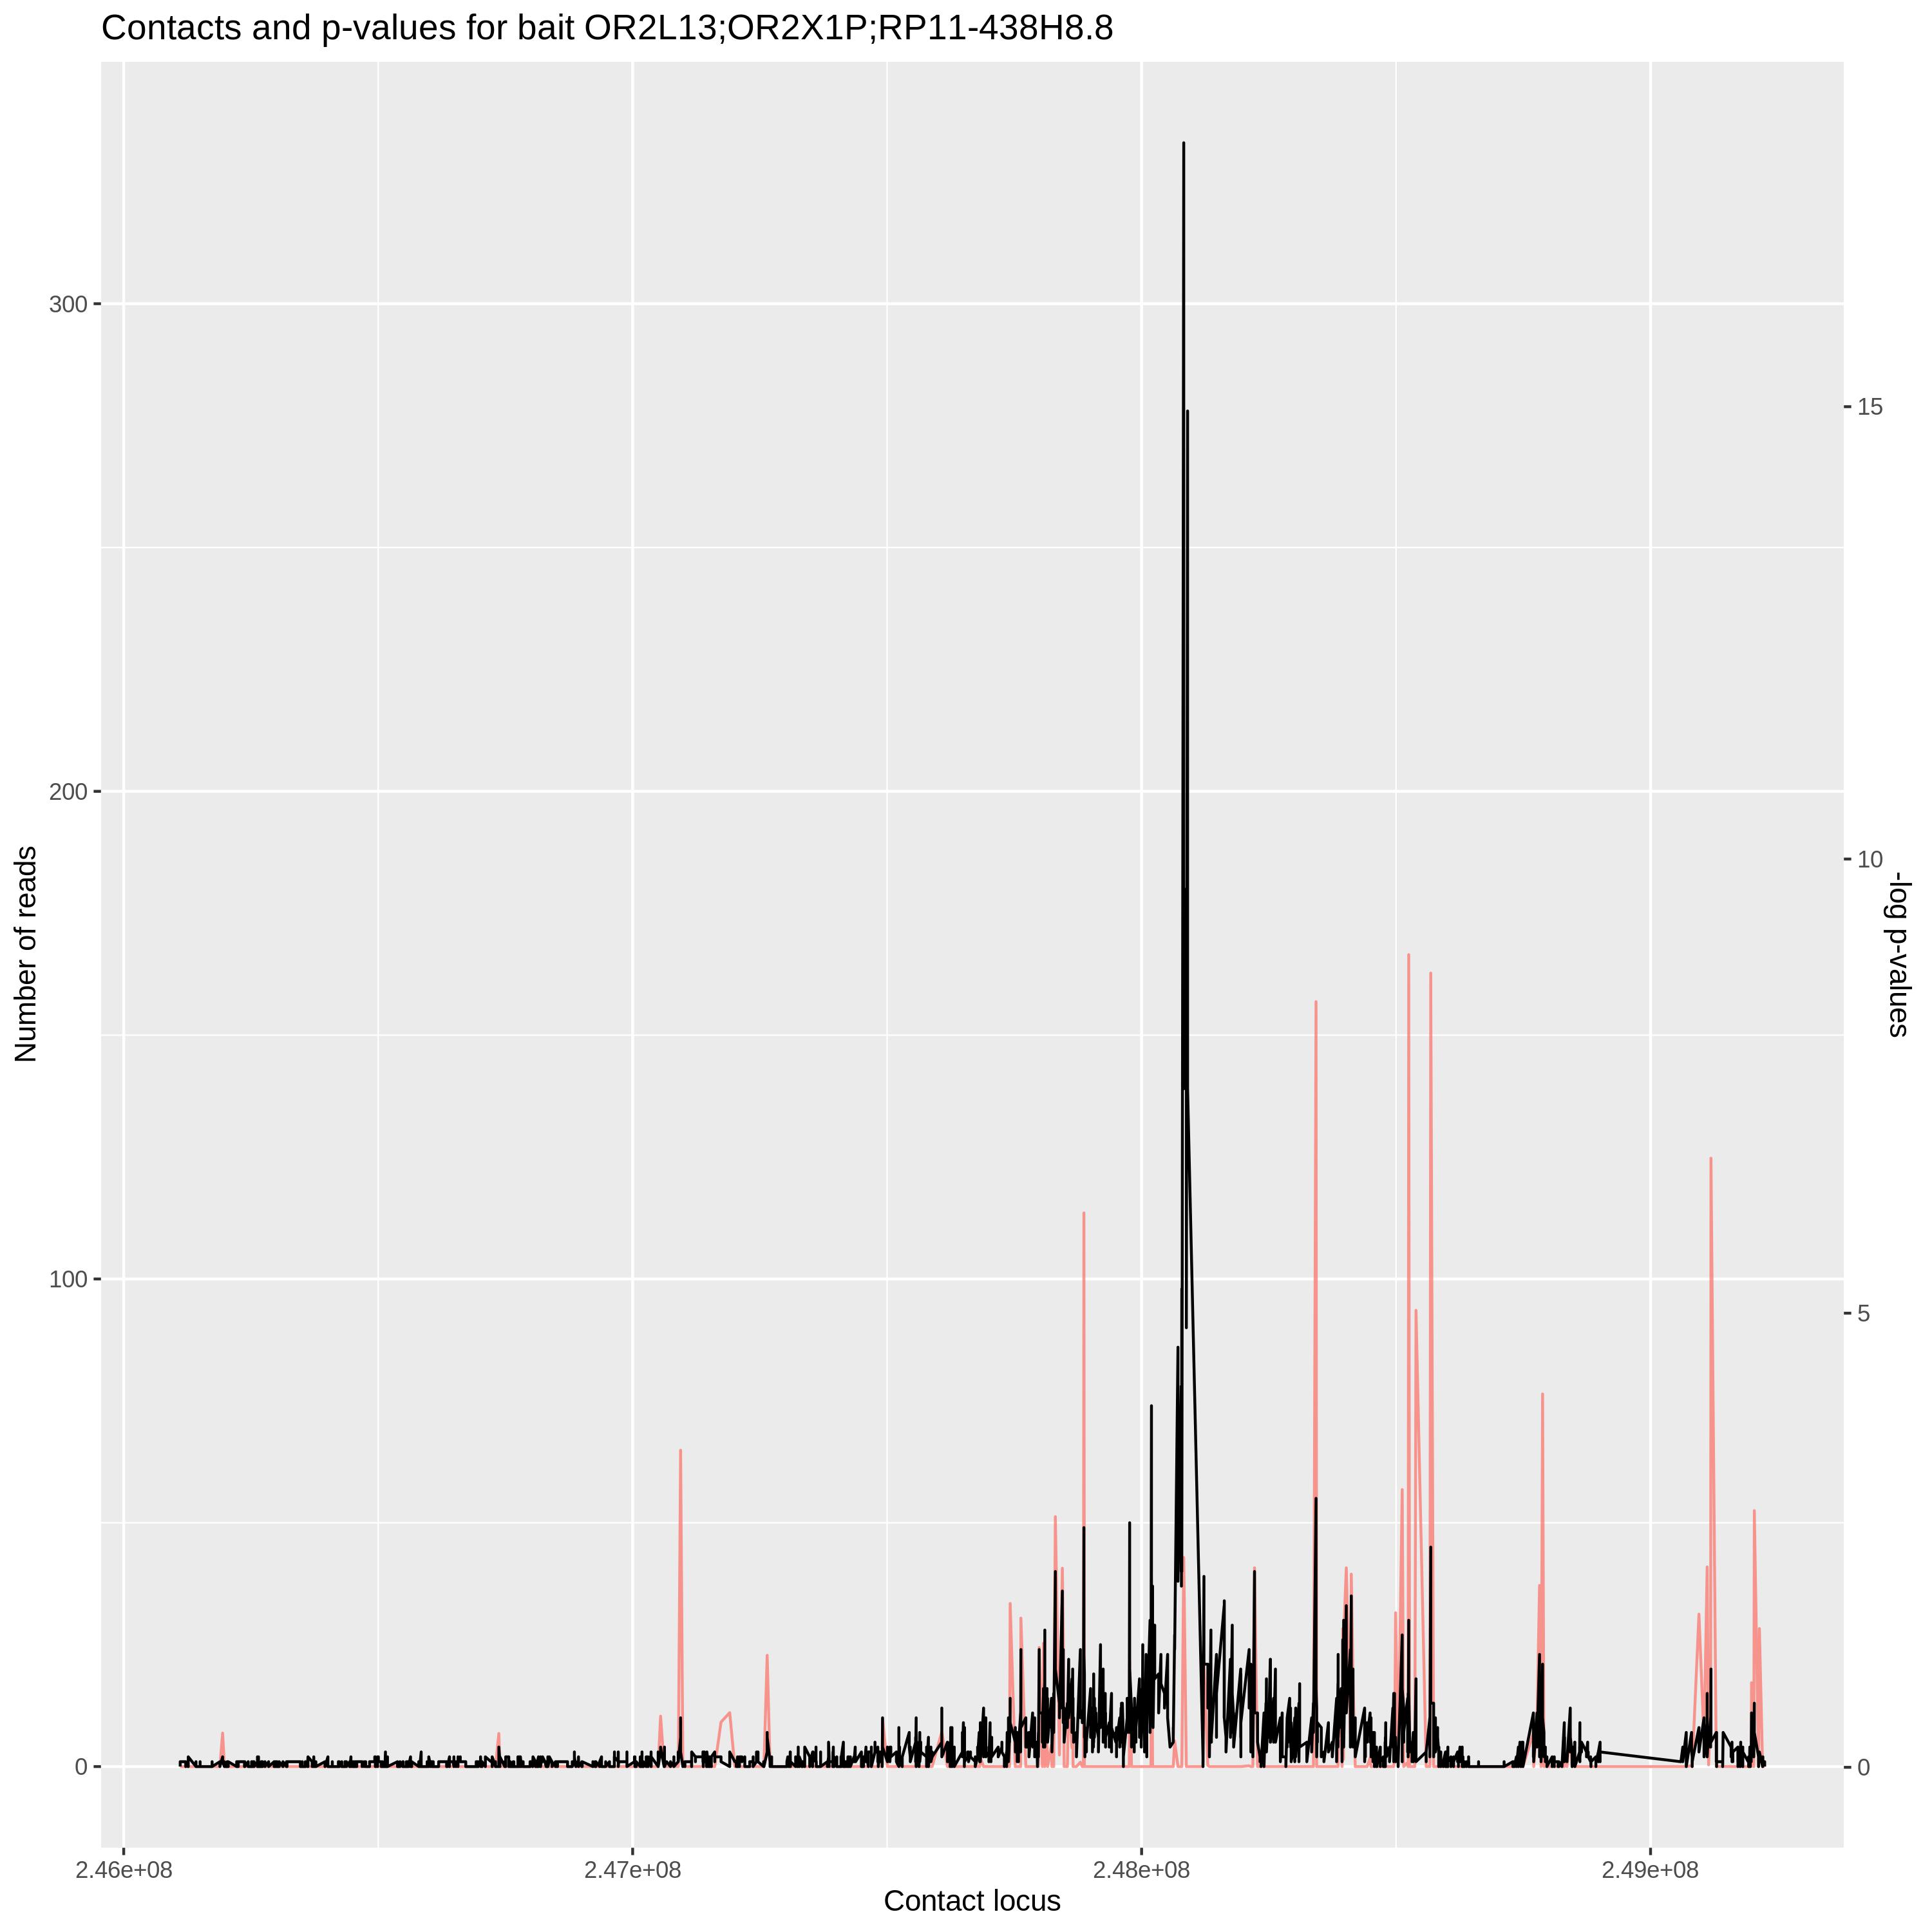 Contacts and p-values for bait OR2L13;OR2X1P;RP11-438H8.8
300
200
100
0
Number of reads
15
10
5
0
-log p-values
2.46e+08
2.47e+08
2.48e+08
2.49e+08
Contact locus